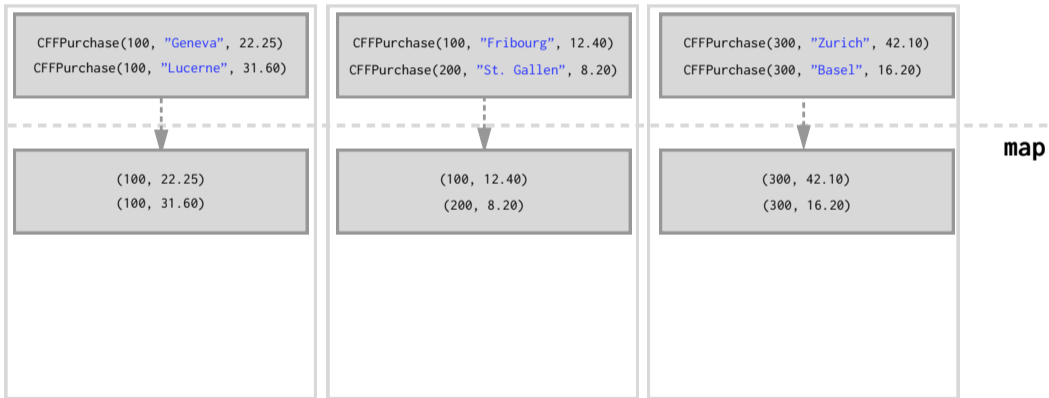 CFFPurchase(100, ”Geneva”, 22.25)
CFFPurchase(100, ”Lucerne”, 31.60)
CFFPurchase(100, ”Fribourg”, 12.40)
CFFPurchase(200, ”St. Gallen”, 8.20)
CFFPurchase(300, ”Zurich”, 42.10)
CFFPurchase(300, ”Basel”, 16.20)
map
(100, 22.25)
(100, 31.60)
(100, 12.40)
(200, 8.20)
(300, 42.10)
(300, 16.20)